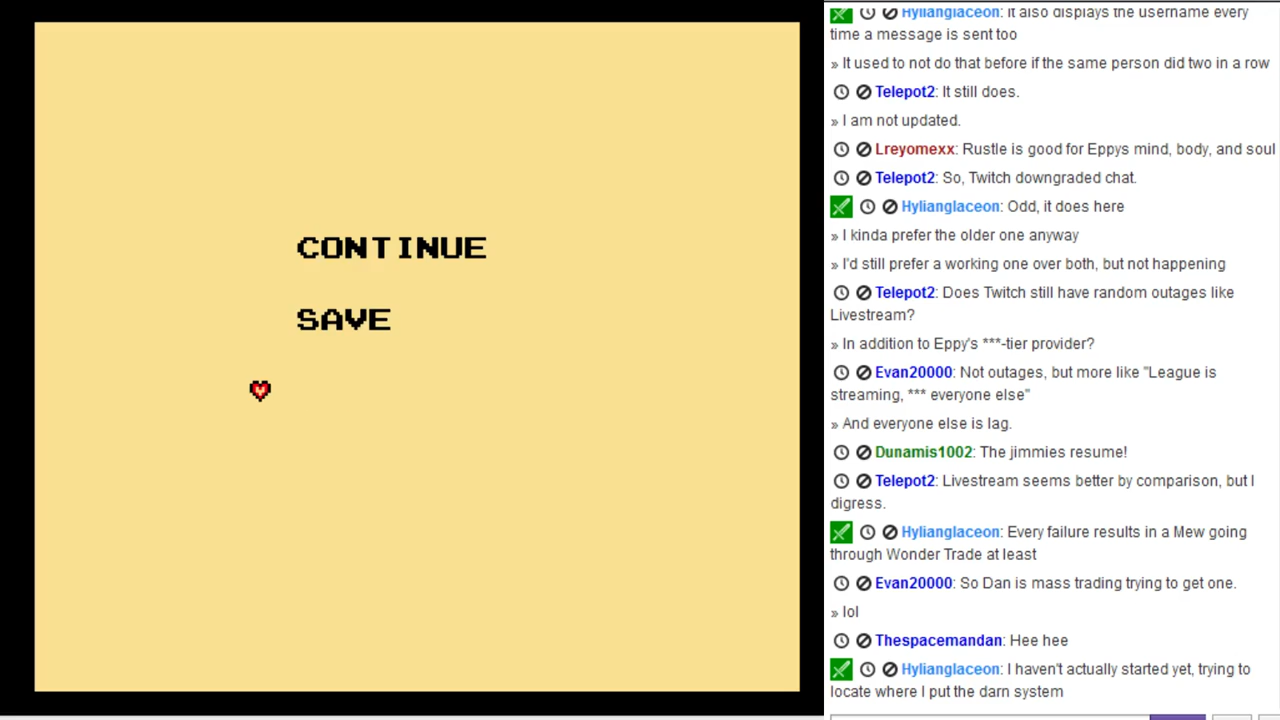 CONTINUE
SAVE
Hylianglaceon: It also displays the username every
time a message is sent too
» It used to not do that before if the same person did two in a row
Telepot2: It still does.
» I am not updated.
Lreyomexx: Rustle is good for Eppys mind, body, and soul
Telepot2: So, Twitch downgraded chat.
Hylianglaceon: Odd, it does here
» I kinda prefer the older one anyway
» I'd still prefer a working one over both, but not happening
Telepot2: Does Twitch still have random outages like
Livestream?
» In addition to Eppy's ***-tier provider?
Evan20000: Not outages, but more like "League is
streaming, *** everyone else"
» And everyone else is lag.
Dunamis1002: The jimmies resume!
Telepot2: Livestream seems better by comparison, but I
digress.
Hylianglaceon: Every failure results in a Mew going
through Wonder Trade at least
Evan20000: So Dan is mass trading trying to get one.
» lol
Thespacemandan: Hee hee
Hylianglaceon: I haven't actually started yet, trying to
locate where I put the darn system